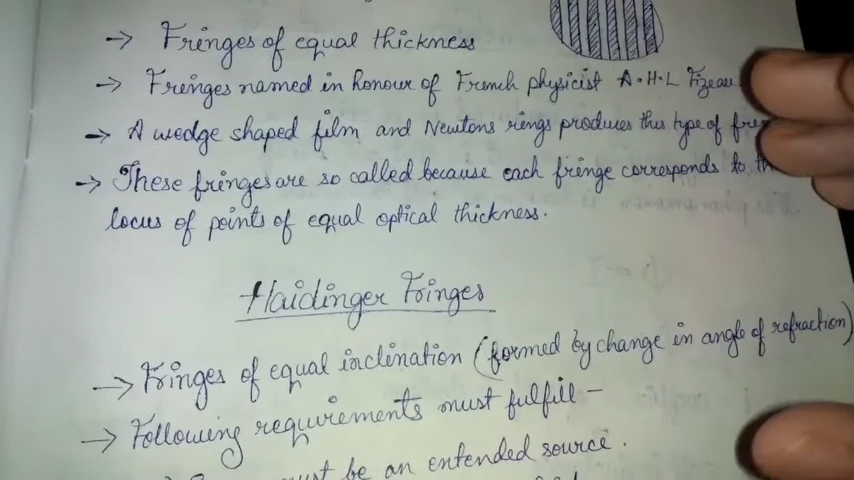 → Fringes of equal thickness
→ Fringes named in honour of French physicist A.H.L Fizeau
→ A wedge shaped film and Newtons rings produces this type of
→ These fringes are so called because each fringe corresponds to
locus of points of equal optical thickness.
Haidinger Fringes
→ Fringes of equal inclination (formed by change in angle of refraction)
→ Following requirements must fulfill –
must be an extended source.